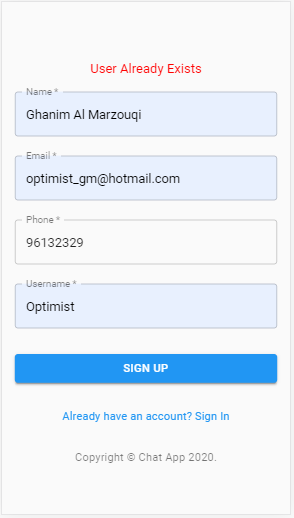 User Already Exists
Name *
Ghanim Al Marzouqi
Email *
optimist_gm@hotmail.com
Phone *
96132329
Username *
Optimist
SIGN UP
Already have an account? Sign In
Copyright © Chat App 2020.